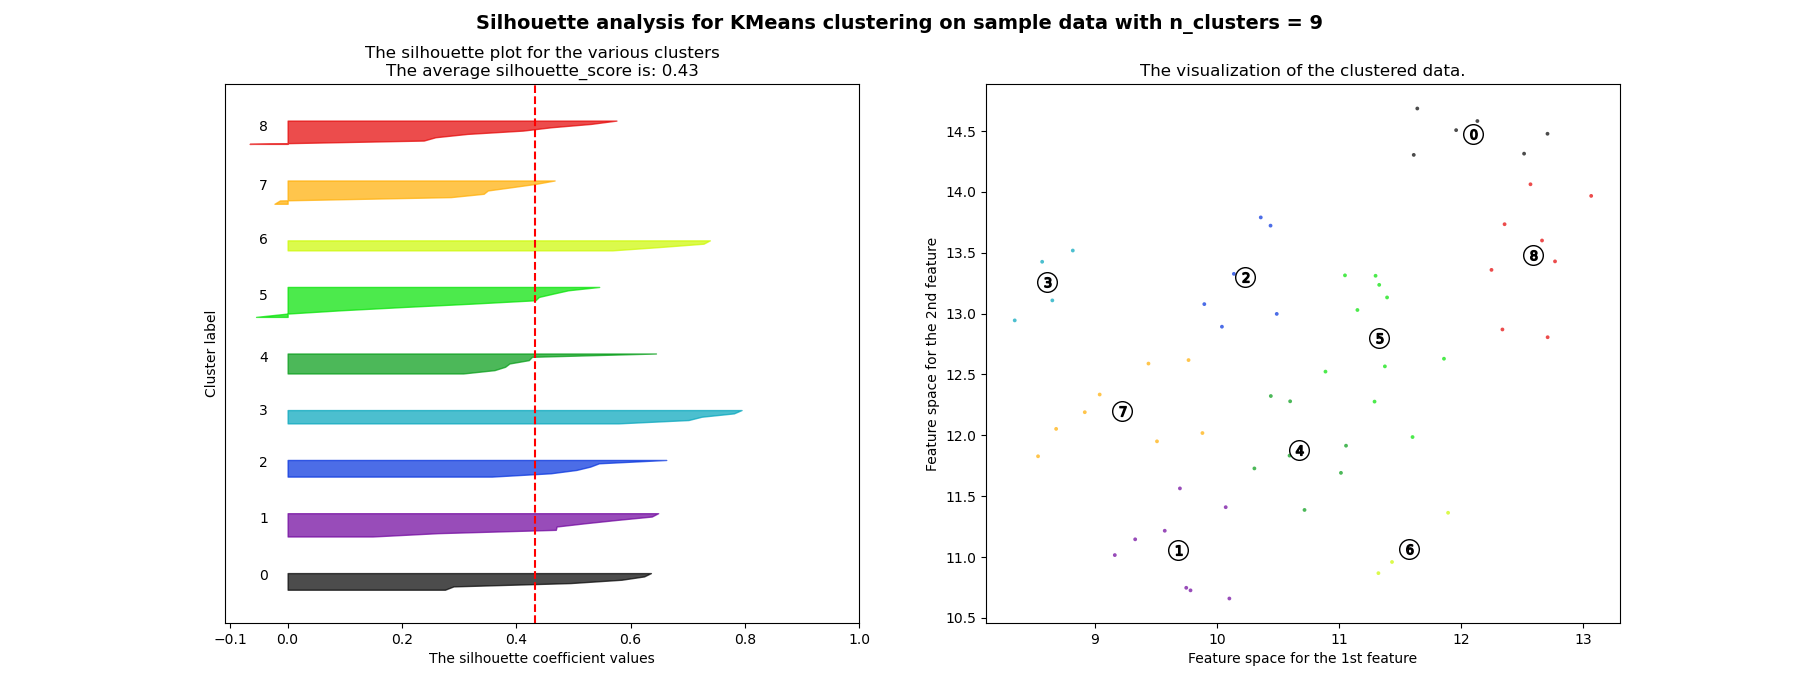 Silhouette analysis for KMeans clustering on sample data with n_clusters = 9
The silhouette plot for the various clusters
The average silhouette_score is: 0.43
Cluster label
8
7
6
5
4
3
2
1
0
−0.1 0.0 0.2 0.4 0.6 0.8 1.0
The silhouette coefficient values
The visualization of the clustered data.
Feature space for the 2nd feature
14.5
14.0
13.5
13.0
12.5
12.0
11.5
11.0
10.5
0
8
2
3
5
7
4
1
6
9 10 11 12 13
Feature space for the 1st feature